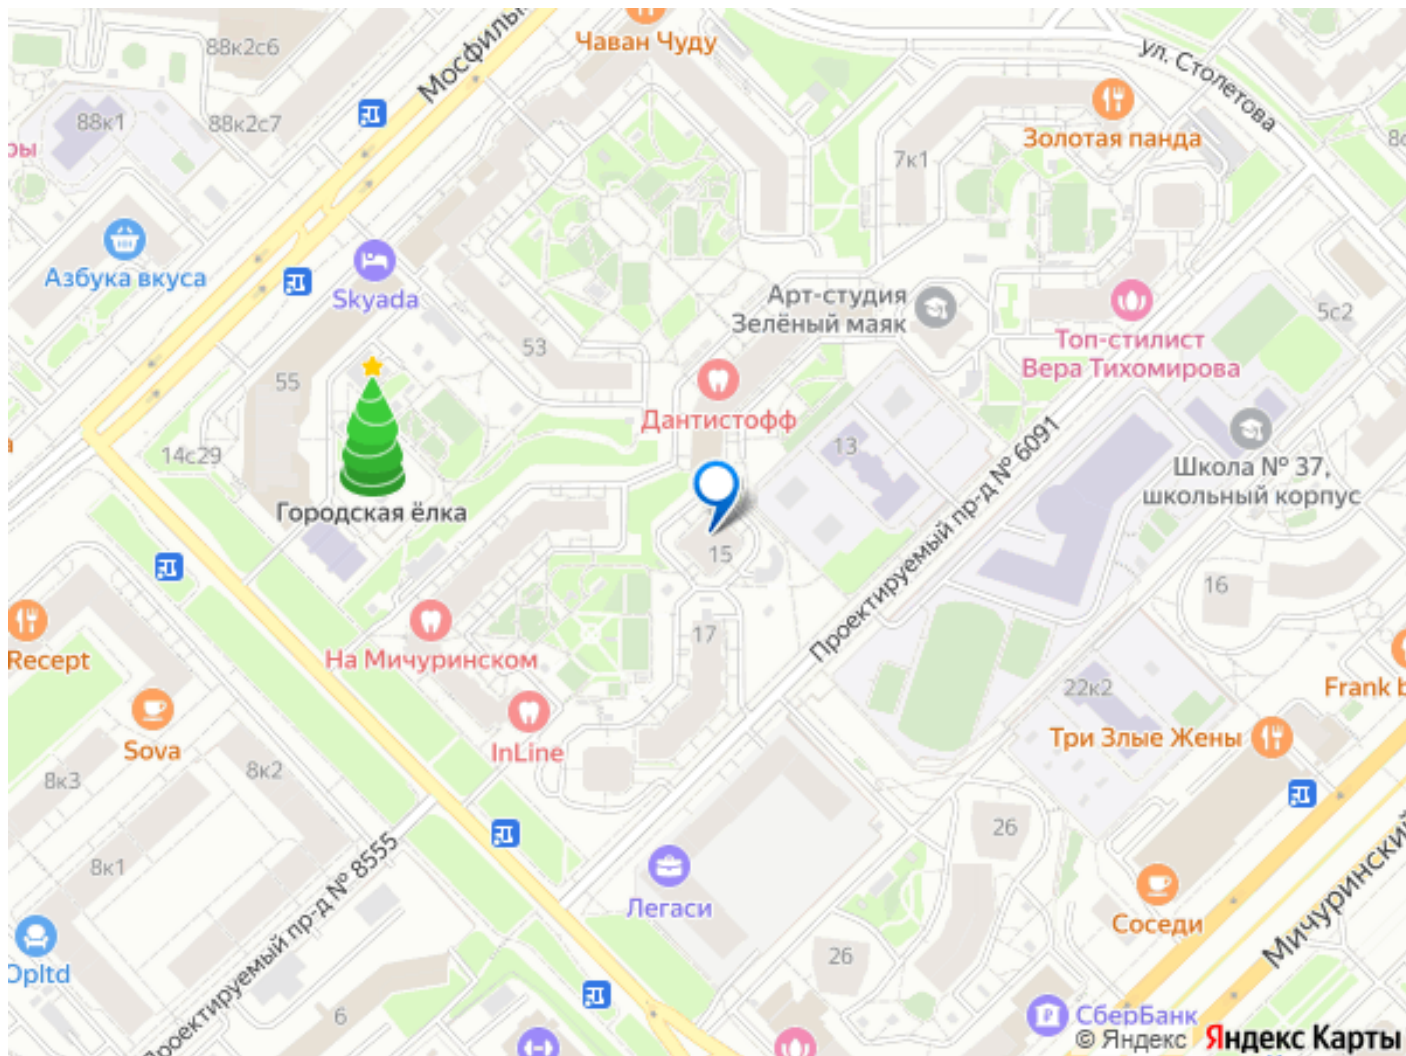 88к2с6
Мосфильм
Чаван Чуду
ул. Столетова
88к1
88к2с7
ры
Золотая панда
7к1
8с
Азбука вкуса
Skyada
Арт-студия
Зелёный маяк
5с2
Топ-стилист
Вера Тихомирова
53
55
Дантистофф
13
14с29
Школа № 37,
школьный корпус
Городская ёлка
15
Проектируемый пр-д № 6091
16
17
Recept
На Мичуринском
22к2
Frank b
Sova
InLine
Три Злые Жены
8к3
8к2
26
8к1
Проектируемый пр-д № 8555
Легаси
Соседи
Мичуринский
26
Opltd
6
СберБанк
© Яндекс Яндекс Карты